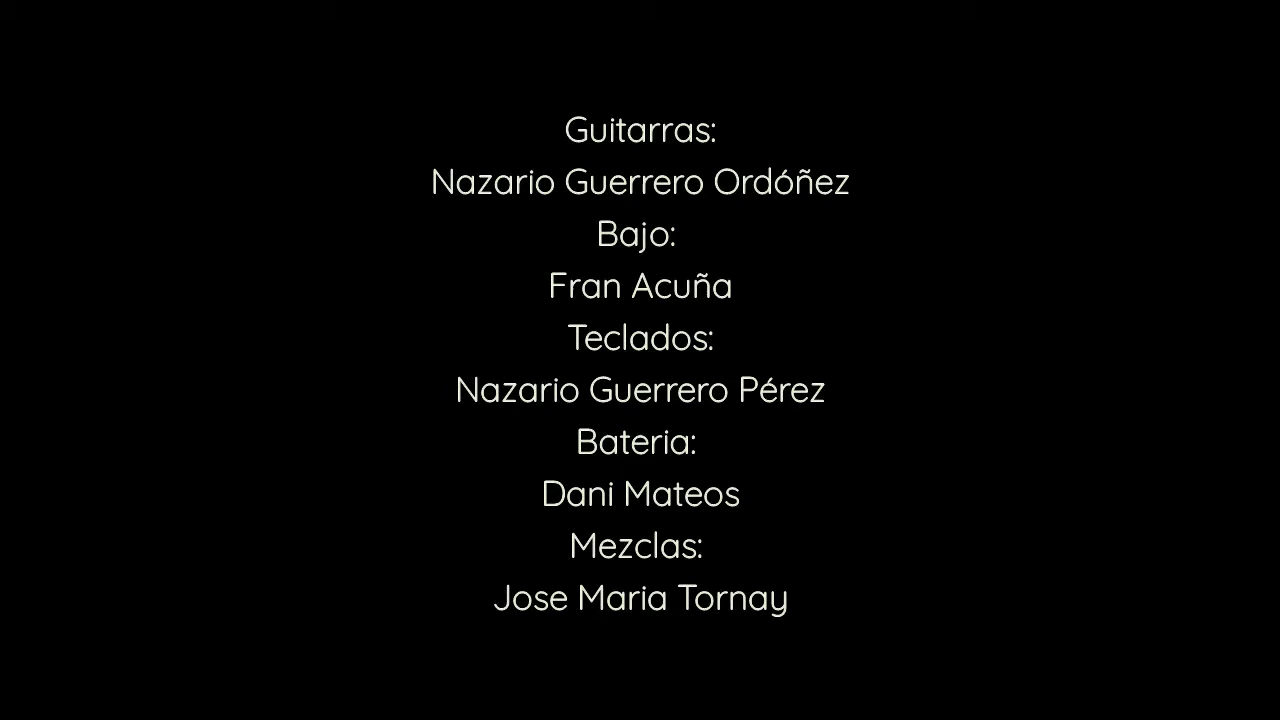 Guitarras:
Nazario Guerrero Ordóñez
Bajo:
Fran Acuña
Teclados:
Nazario Guerrero Pérez
Bateria:
Dani Mateos
Mezclas:
Jose Maria Tornay